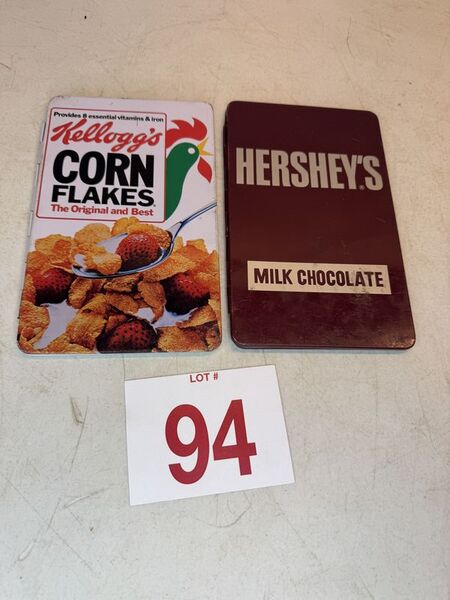 Provides 8 essential vitamins & iron
Kellogg's
CORN
FLAKES®
The Original and Best
HERSHEY'S®
MILK CHOCOLATE
LOT #
94